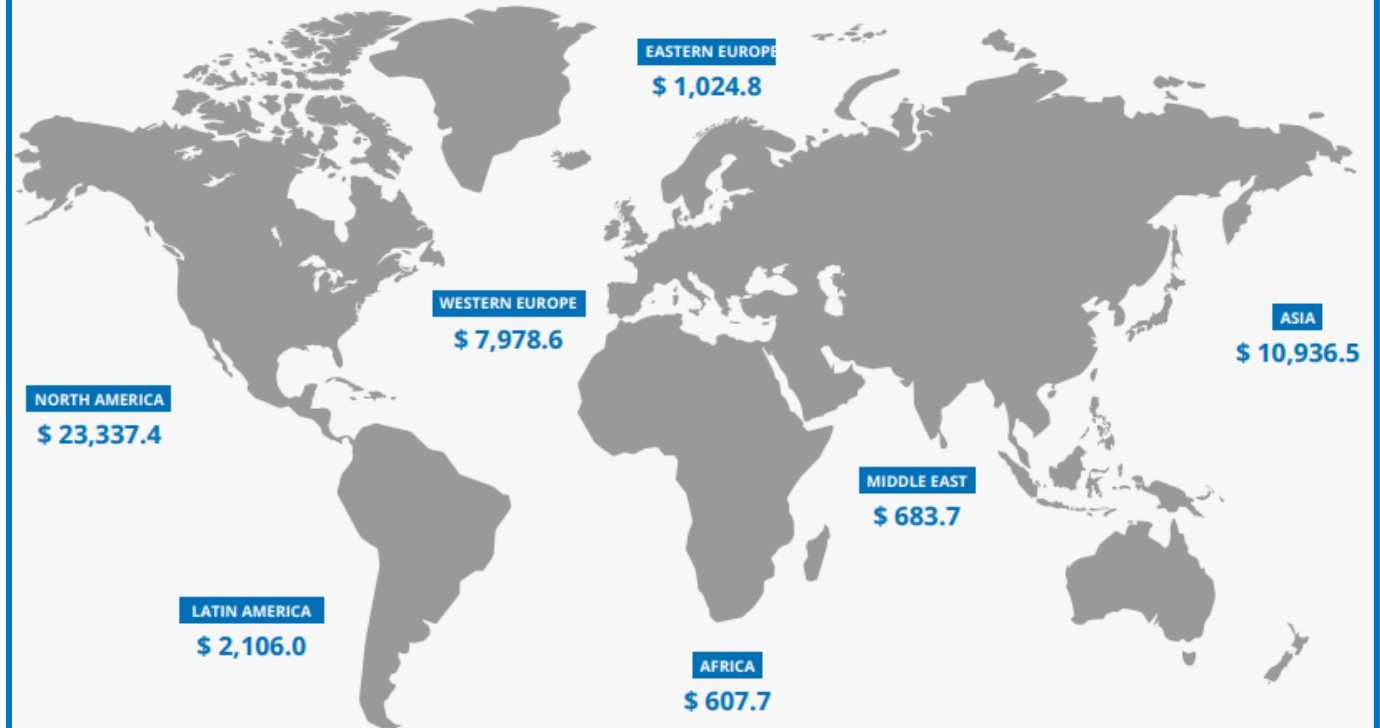 EASTERN EUROPE
$ 1,024.8
WESTERN EUROPE
$ 7,978.6
ASIA
$ 10,936.5
NORTH AMERICA
$ 23,337.4
MIDDLE EAST
$ 683.7
LATIN AMERICA
$ 2,106.0
AFRICA
$ 607.7